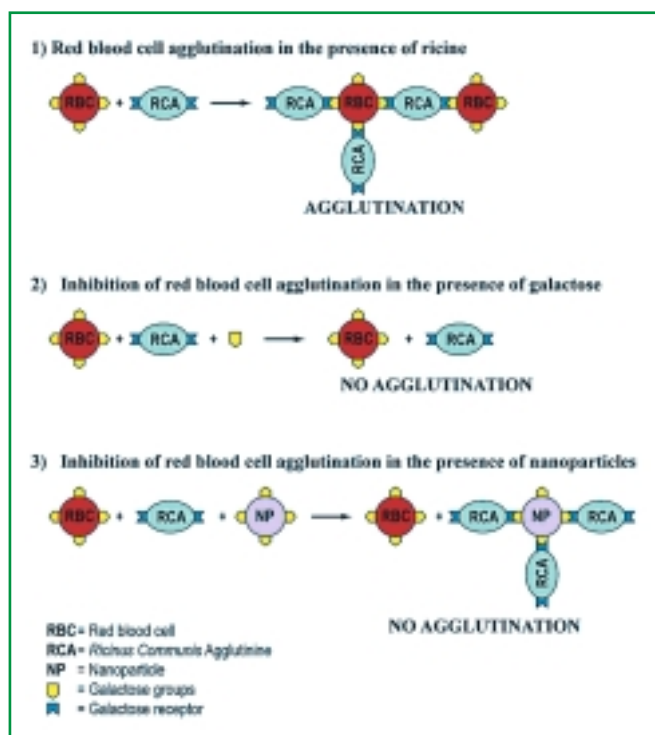 1) Red blood cell agglutination in the presence of ricine
RBC + RCA RCA RBC RCA RBC
RCA
AGGLUTINATION
2) Inhibition of red blood cell agglutination in the presence of galactose
RBC + RCA + RBC + RCA
NO AGGLUTINATION
3) Inhibition of red blood cell agglutination in the presence of nanoparticles
RBC + RCA + NP RBC + RCA NP RCA
RCA
NO AGGLUTINATION
RBC = Red blood cell
RCA = Ricinus Communis Agglutinine
NP = Nanoparticle
= Galactose groups
= Galactose receptor